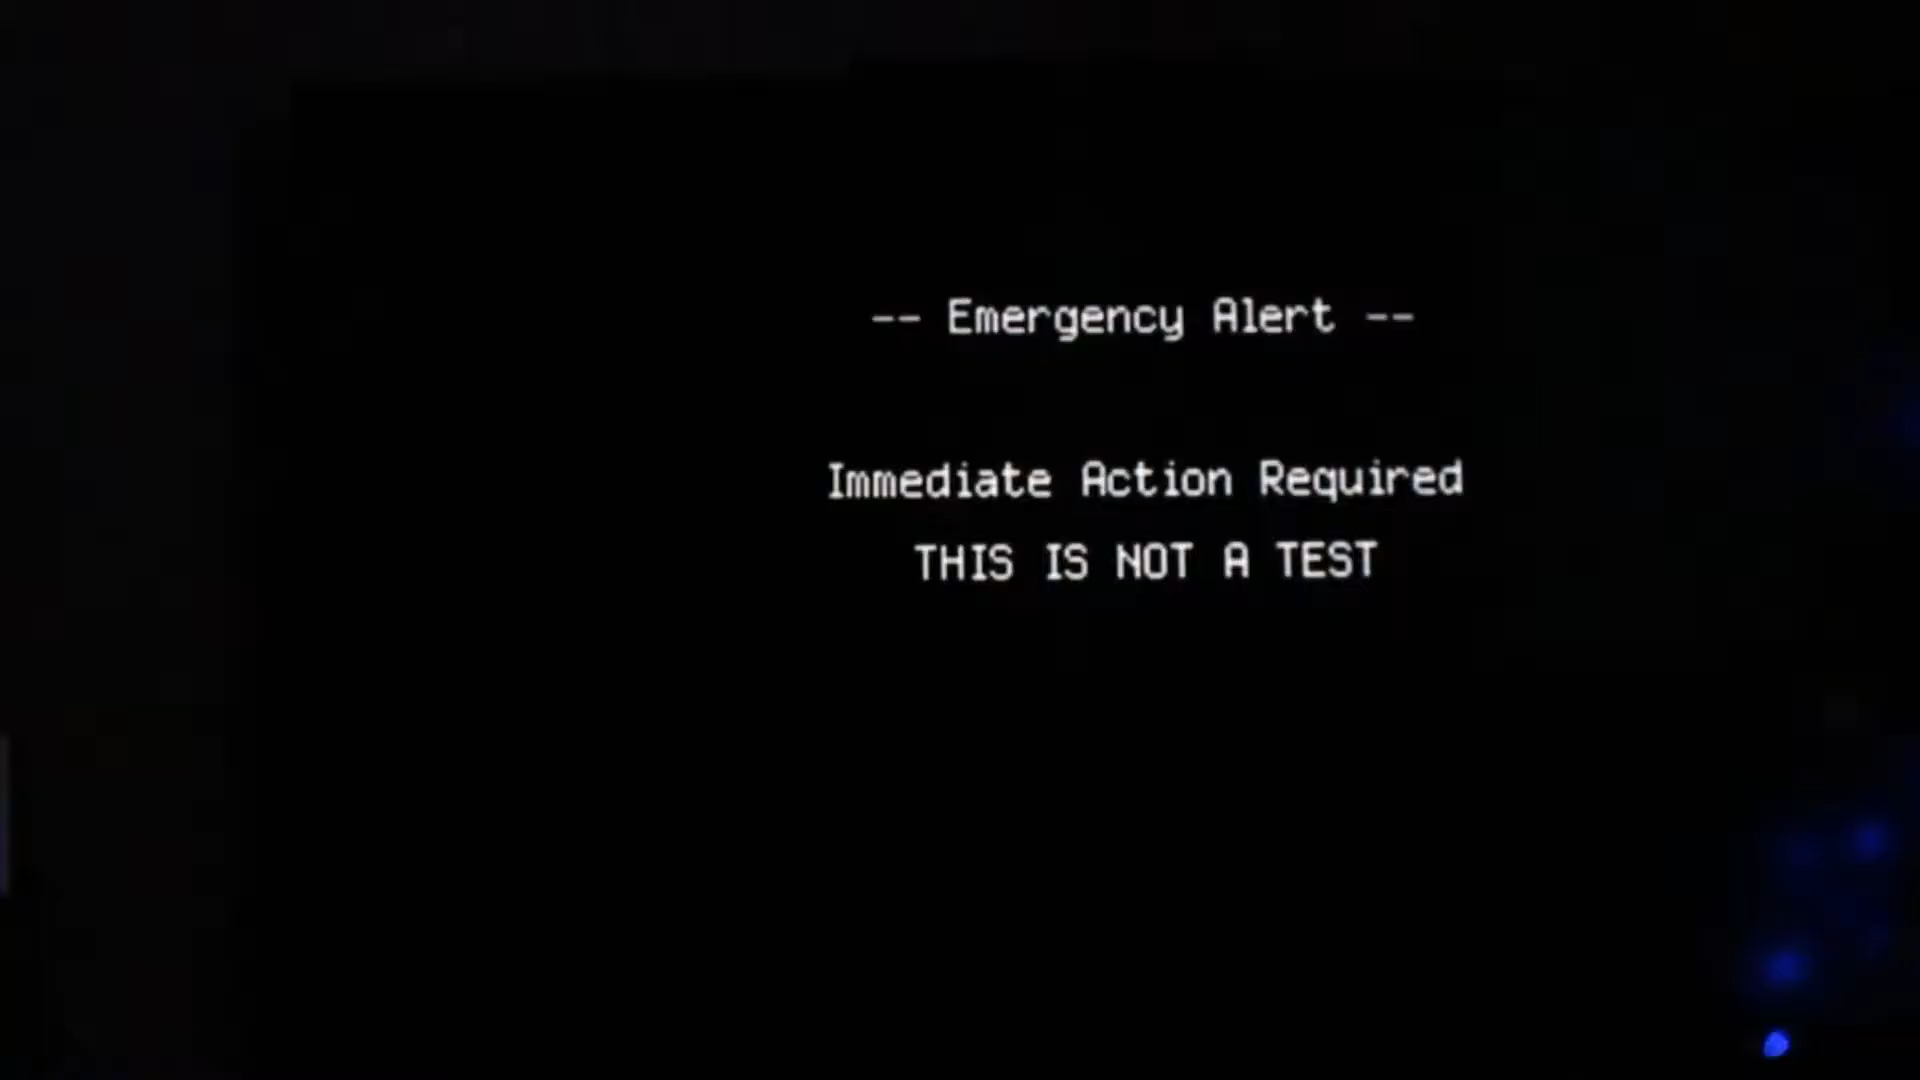 -- Emergency Alert --
Immediate Action Required
THIS IS NOT A TEST